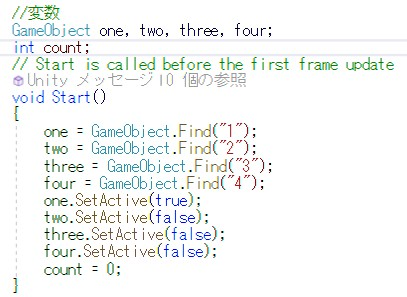 //変数
GameObject one, two, three, four;
int count;
// Start is called before the first frame update
Unity メッセージ|0 個の参照
void Start()
{
one = GameObject.Find("1");
two = GameObject.Find("2");
three = GameObject.Find("3");
four = GameObject.Find("4");
one.SetActive(true);
two.SetActive(false);
three.SetActive(false);
four.SetActive(false);
count = 0;
}